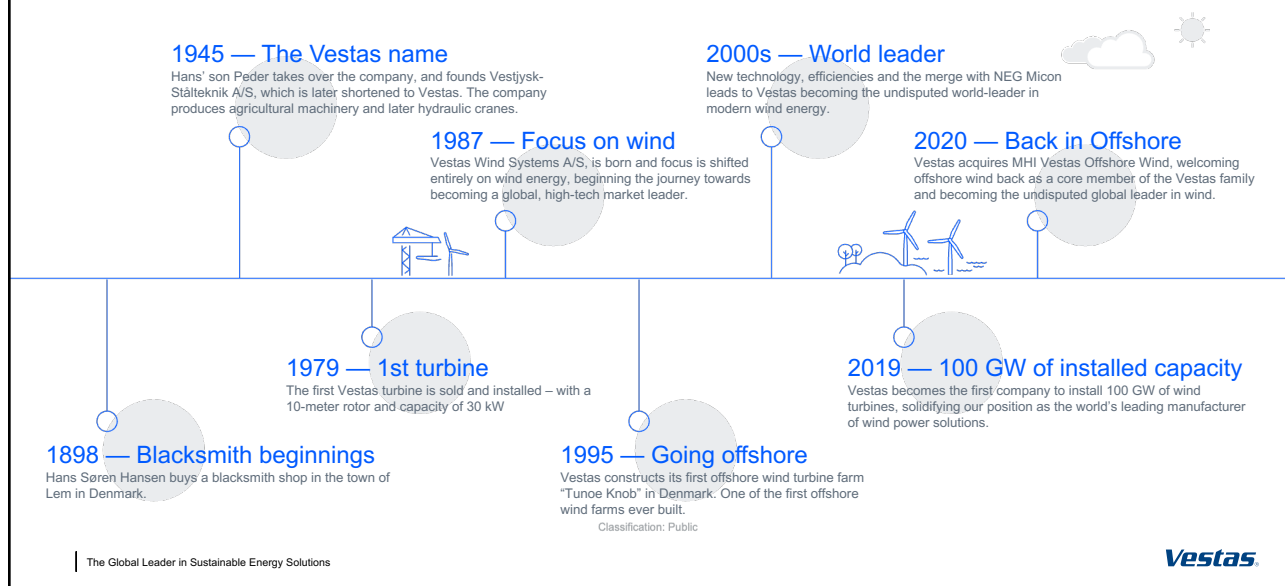 1945 — The Vestas name
Hans' son Peder takes over the company, and founds Vestjysk-
Stålteknik A/S, which is later shortened to Vestas. The company
produces agricultural machinery and later hydraulic cranes.
2000s — World leader
New technology, efficiencies and the merge with NEG Micon
leads to Vestas becoming the undisputed world-leader in
modern wind energy.
1987 — Focus on wind
Vestas Wind Systems A/S, is born and focus is shifted
entirely on wind energy, beginning the journey towards
becoming a global, high-tech market leader.
2020 — Back in Offshore
Vestas acquires MHI Vestas Offshore Wind, welcoming
offshore wind back as a core member of the Vestas family
and becoming the undisputed global leader in wind.
1979 — 1st turbine
The first Vestas turbine is sold and installed – with a
10-meter rotor and capacity of 30 kW
2019 — 100 GW of installed capacity
Vestas becomes the first company to install 100 GW of wind
turbines, solidifying our position as the world's leading manufacturer
of wind power solutions.
1898 — Blacksmith beginnings
Hans Søren Hansen buys a blacksmith shop in the town of
Lem in Denmark.
1995 — Going offshore
Vestas constructs its first offshore wind turbine farm
“Tunoe Knob” in Denmark. One of the first offshore
wind farms ever built.
Classification: Public
The Global Leader in Sustainable Energy Solutions
Vestas.